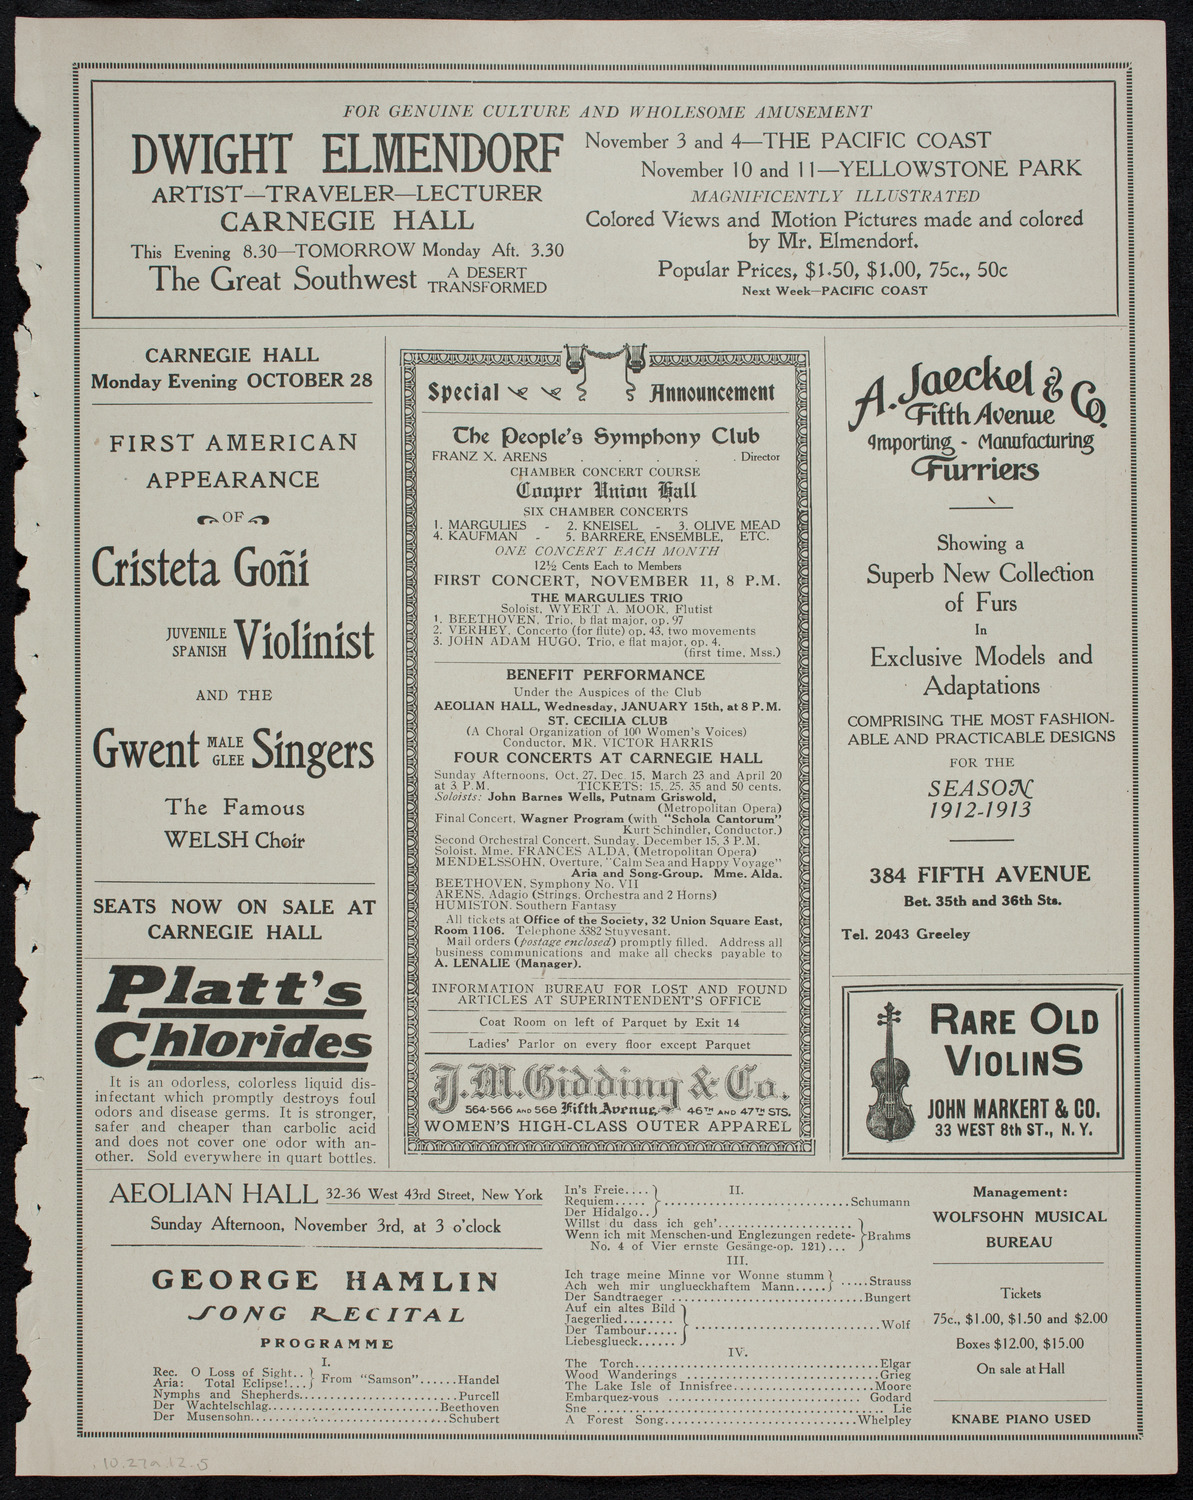 FOR GENUINE CULTURE AND WHOLESOME AMUSEMENT
DWIGHT ELMENDORF
ARTIST—TRAVELER—LECTURER
CARNEGIE HALL
This Evening 8.30—TOMORROW Monday Aft. 3.30
The Great Southwest A DESERT TRANSFORMED
November 3 and 4—THE PACIFIC COAST
November 10 and 11—YELLOWSTONE PARK
MAGNIFICENTLY ILLUSTRATED
Colored Views and Motion Pictures made and colored
by Mr. Elmendorf.
Popular Prices, $1.50, $1.00, 75c., 50c
Next Week—PACIFIC COAST
CARNEGIE HALL
Monday Evening OCTOBER 28
FIRST AMERICAN
APPEARANCE
OF
Cristeta Goñi
JUVENILE SPANISH Violinist
AND THE
Gwent MALE GLEE Singers
The Famous
WELSH Choir
SEATS NOW ON SALE AT
CARNEGIE HALL
Platt's
Chlorides
It is an odorless, colorless liquid dis-
infectant which promptly destroys foul
odors and disease germs. It is stronger,
safer and cheaper than carbolic acid
and does not cover one odor with an-
other. Sold everywhere in quart bottles.
Special Announcement
The People's Symphony Club
FRANZ X. ARENS . . . . . Director
CHAMBER CONCERT COURSE
Cooper Union Hall
SIX CHAMBER CONCERTS
1. MARGULIES - 2. KNEISEL - 3. OLIVE MEAD
4. KAUFMAN - 5. BARRERE, ENSEMBLE, ETC.
ONE CONCERT EACH MONTH
12½ Cents Each to Members
FIRST CONCERT, NOVEMBER 11, 8 P.M.
THE MARGULIES TRIO
Soloist, WYERT A. MOOR, Flutist
1. BEETHOVEN, Trio, b flat major, op. 97
2. VERHEY, Concerto (for flute) op. 43, two movements
3. JOHN ADAM HUGO, Trio, e flat major, op. 4,
(first time, Mss.)
BENEFIT PERFORMANCE
Under the Auspices of the Club
AEOLIAN HALL, Wednesday, JANUARY 15th, at 8 P.M.
ST. CECILIA CLUB
(A Choral Organization of 100 Women's Voices)
Conductor, MR. VICTOR HARRIS
FOUR CONCERTS AT CARNEGIE HALL
Sunday Afternoons, Oct. 27, Dec. 15, March 23 and April 20
at 3 P.M. TICKETS: 15, 25, 35 and 50 cents.
Soloists: John Barnes Wells, Putnam Griswold,
(Metropolitan Opera)
Final Concert, Wagner Program (with "Schola Cantorum"
Kurt Schindler, Conductor.)
Second Orchestral Concert, Sunday, December 15, 3 P.M.
Soloist, Mme. FRANCES ALDA, (Metropolitan Opera)
MENDELSSOHN, Overture, "Calm Sea and Happy Voyage"
Aria and Song-Group. Mme. Alda.
BEETHOVEN, Symphony No. VII
ARENS, Adagio (Strings, Orchestra and 2 Horns)
HUMISTON, Southern Fantasy
All tickets at Office of the Society, 32 Union Square East,
Room 1106. Telephone 3382 Stuyvesant.
Mail orders (postage enclosed) promptly filled. Address all
business communications and make all checks payable to
A. LENALIE (Manager).
INFORMATION BUREAU FOR LOST AND FOUND
ARTICLES AT SUPERINTENDENT'S OFFICE
Coat Room on left of Parquet by Exit 14
Ladies' Parlor on every floor except Parquet
J.M. Gidding & Co.
564-566 AND 568 Fifth Avenue 46TH AND 47TH STS.
WOMEN'S HIGH-CLASS OUTER APPAREL
A. Jaeckel & Co.
Fifth Avenue
Importing - Manufacturing
Furriers
Showing a
Superb New Collection
of Furs
In
Exclusive Models and
Adaptations
COMPRISING THE MOST FASHION-
ABLE AND PRACTICABLE DESIGNS
FOR THE
SEASON
1912-1913
384 FIFTH AVENUE
Bet. 35th and 36th Sts.
Tel. 2043 Greeley
RARE OLD
VIOLINS
JOHN MARKERT & CO.
33 WEST 8th ST., N. Y.
AEOLIAN HALL 32-36 West 43rd Street, New York
Sunday Afternoon, November 3rd, at 3 o'clock
GEORGE HAMLIN
SONG RECITAL
PROGRAMME
I.
Rec. O Loss of Sight.. } From "Samson"......Handel
Aria: Total Eclipse!...}
Nymphs and Shepherds............Purcell
Der Wachtelschlag............Beethoven
Der Musensohn............Schubert
II.
In's Freie.... }
Requiem..... }............Schumann
Der Hidalgo.. }
Willst du dass ich geh'............ }
Wenn ich mit Menschen-und Englezungen redete- }Brahms
No. 4 of Vier ernste Gesänge-op. 121)... }
III.
Ich trage meine Minne vor Wonne stumm } .....Strauss
Ach weh mir unglueckhaftem Mann.....}
Der Sandtraeger ............Bungert
Auf ein altes Bild }
Jaegerlied........ }............Wolf
Der Tambour..... }
Liebesglueck...... }
IV.
The Torch............Elgar
Wood Wanderings ............Grieg
The Lake Isle of Innisfree............Moore
Embarquez-vous ............ Godard
Sne ............ Lie
A Forest Song............Whelpley
Management:
WOLFSOHN MUSICAL
BUREAU
Tickets
75c., $1.00, $1.50 and $2.00
Boxes $12.00, $15.00
On sale at Hall
KNABE PIANO USED
10.27a.12.5